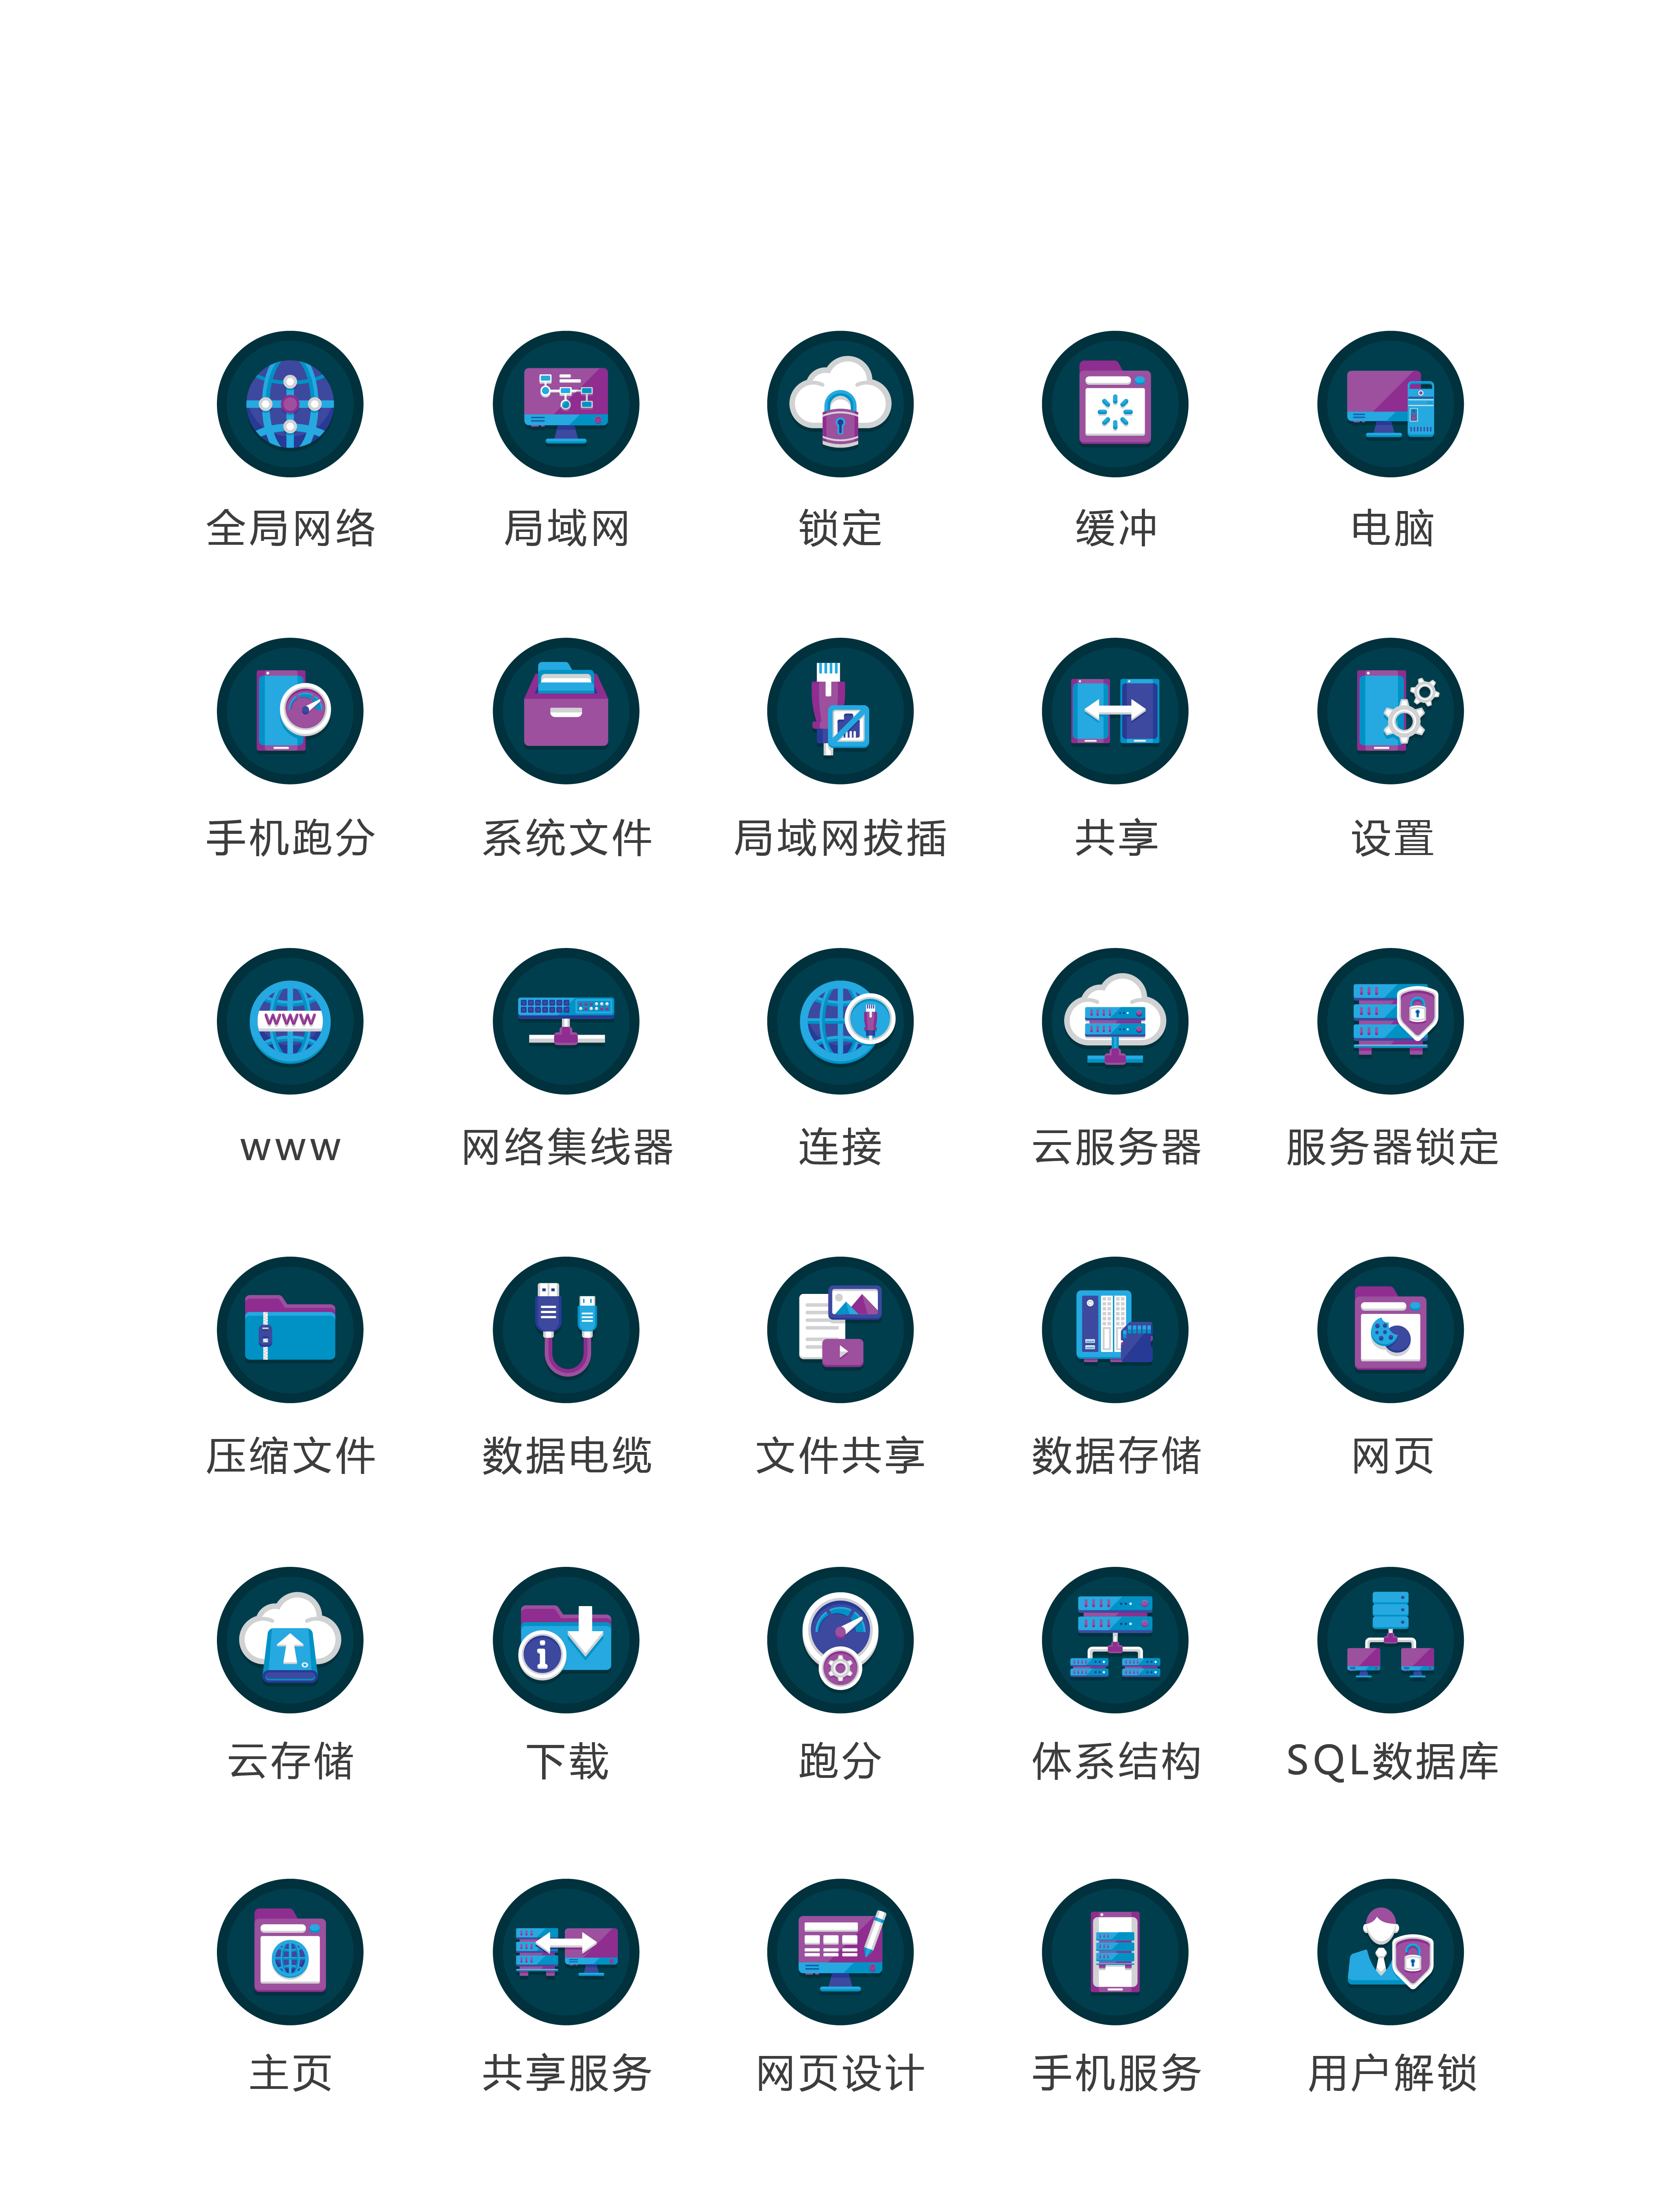 全局网络
局域网
锁定
缓冲
电脑
手机跑分
系统文件
局域网拔插
共享
设置
WWW
www
网络集线器
连接
云服务器
服务器锁定
压缩文件
数据电缆
文件共享
数据存储
网页
i
云存储
下载
跑分
体系结构
SQL数据库
主页
共享服务
网页设计
手机服务
用户解锁